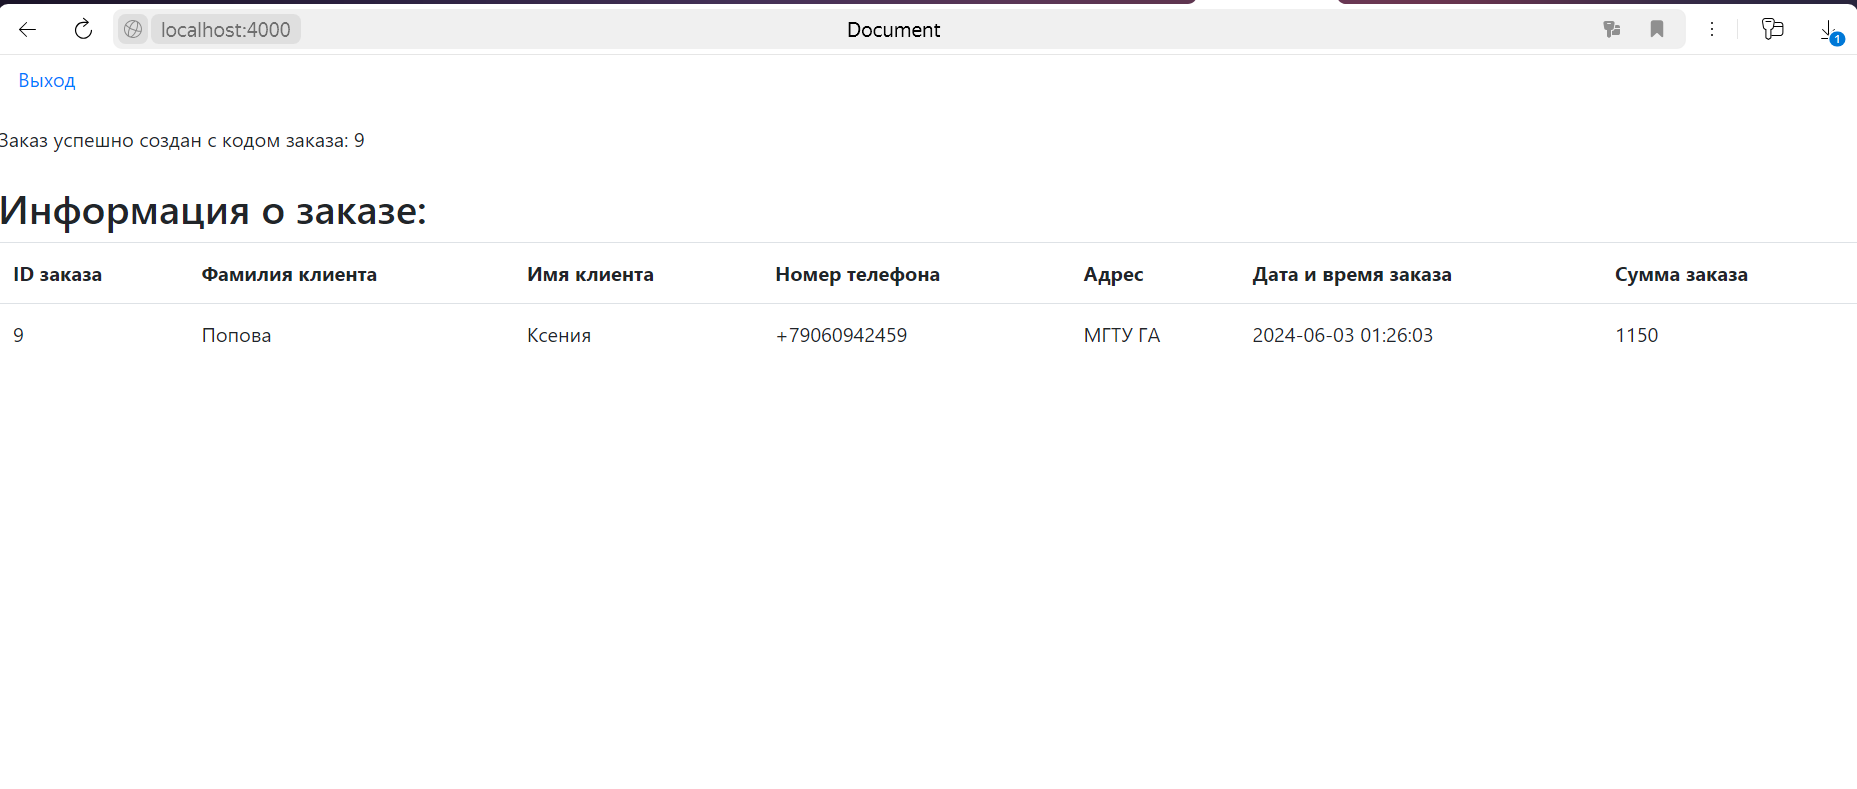 localhost:4000 Document 1
Выход
Заказ успешно создан с кодом заказа: 9
Информация о заказе:
ID заказа Фамилия клиента Имя клиента Номер телефона Адрес Дата и время заказа Сумма заказа
9 Попова Ксения +79060942459 МГТУ ГА 2024-06-03 01:26:03 1150